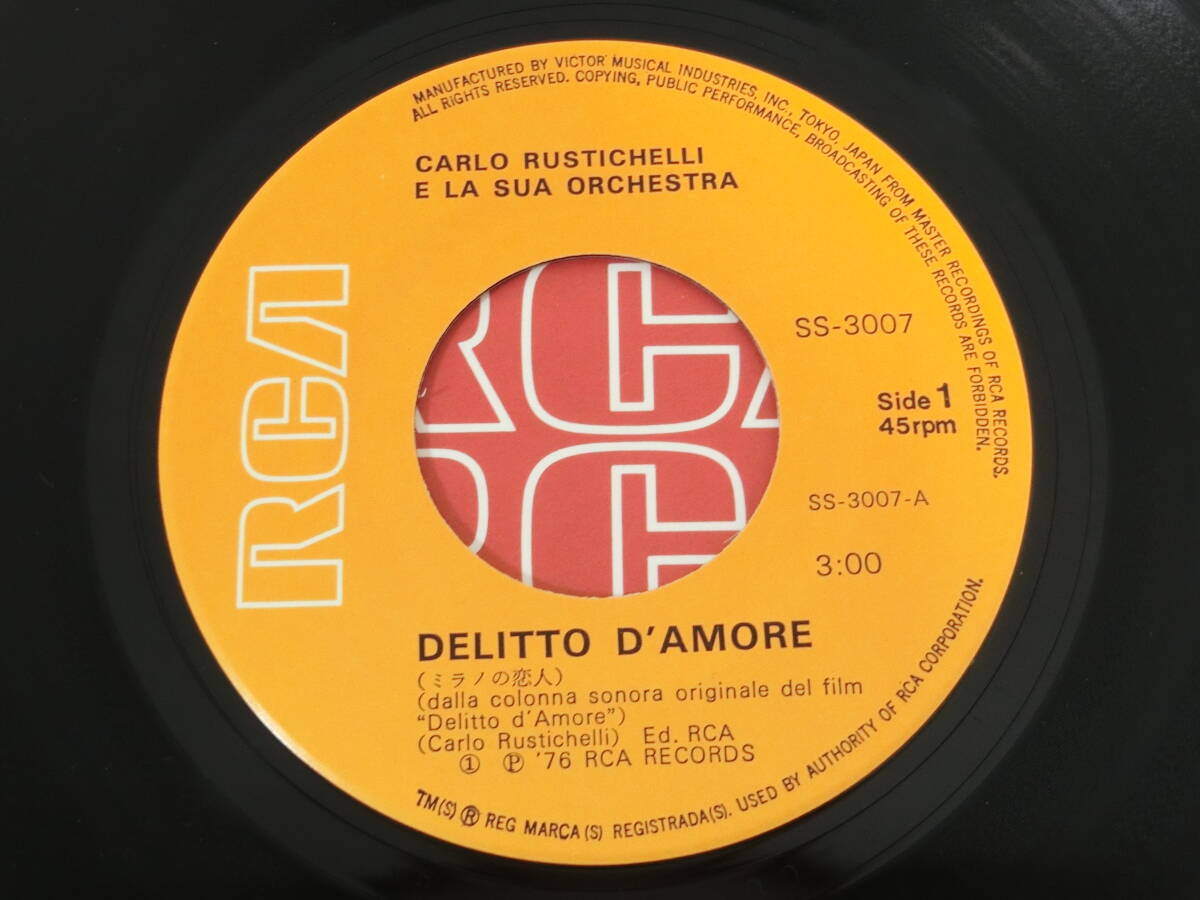 MANUFACTURED BY VICTOR MUSICAL INDUSTRIES, INC., TOKYO, JAPAN FROM MASTER RECORDINGS OF RCA RECORDS.
ALL RIGHTS RESERVED. COPYING, PUBLIC PERFORMANCE, BROADCASTING OF THESE RECORDS ARE FORBIDDEN.
CARLO RUSTICHELLI
E LA SUA ORCHESTRA
RCA
RCA
RC
SS-3007
Side 1
45rpm
SS-3007-A
3:00
DELITTO D'AMORE
(ミラノの恋人)
(dalla colonna sonora originale del film
"Delitto d'Amore")
(Carlo Rustichelli) Ed. RCA
① Ⓟ '76 RCA RECORDS
TM(S) ® REG MARCA (S) REGISTRADA(S). USED BY AUTHORITY OF RCA CORPORATION.